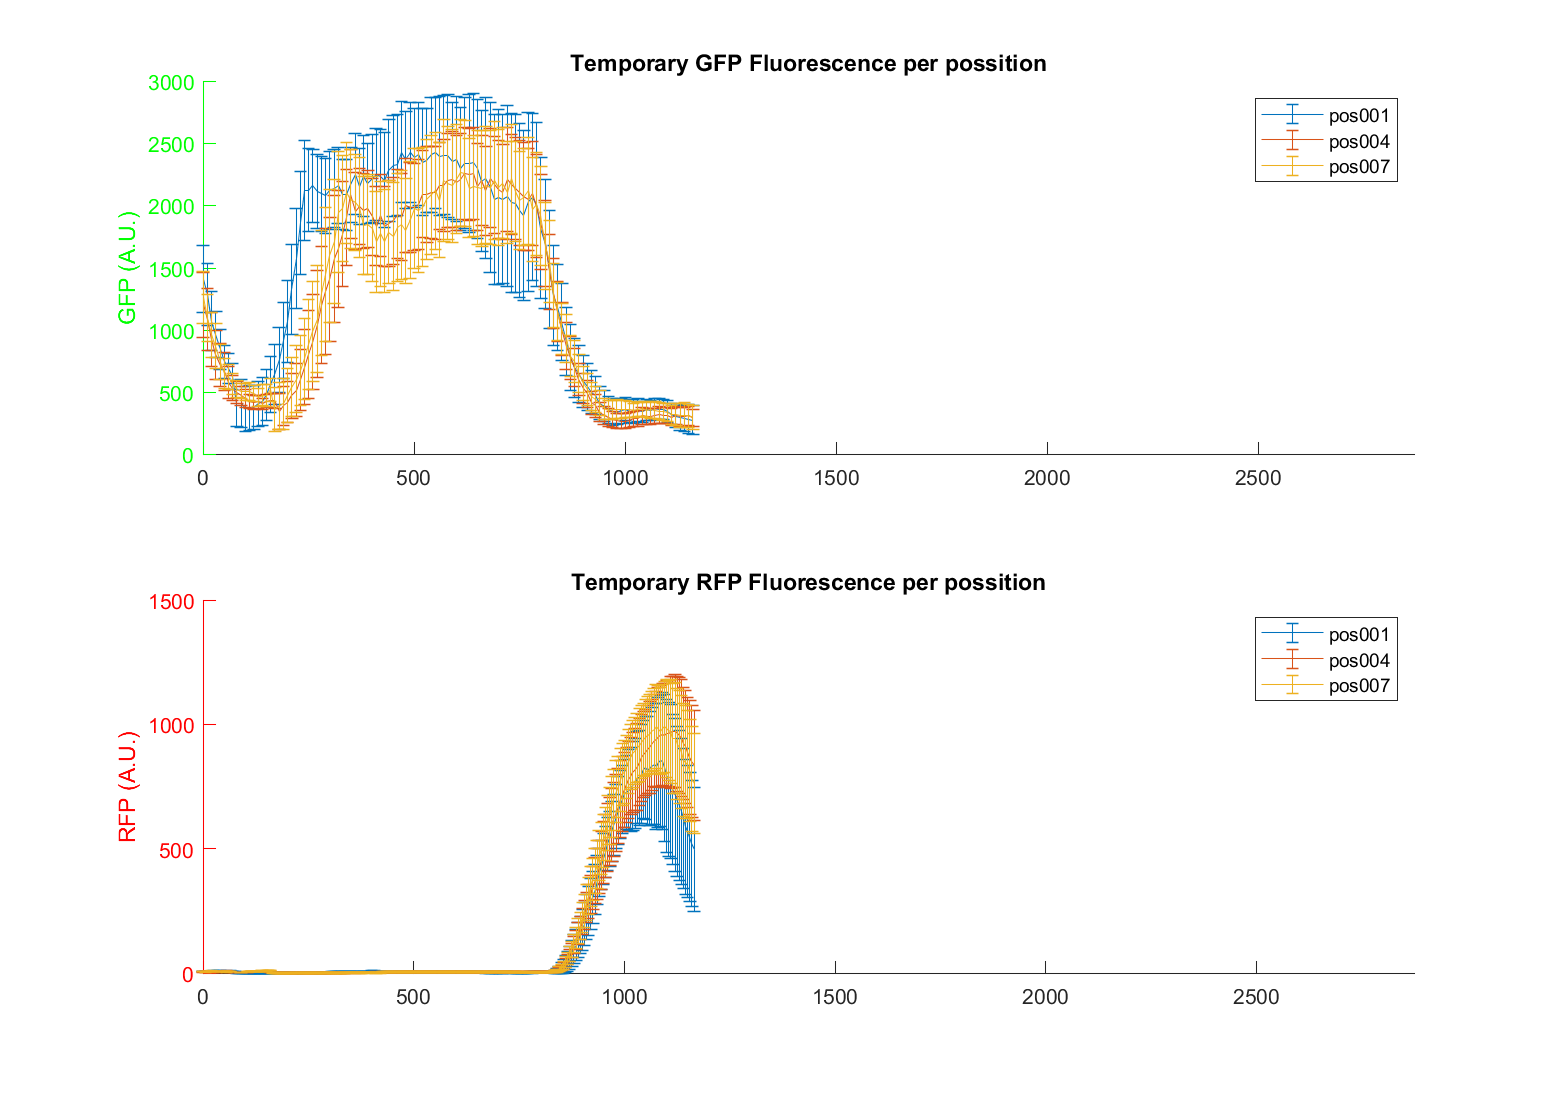 Temporary GFP Fluorescence per possition
3000
2500
2000
1500
1000
500
0
GFP (A.U.)
0 500 1000 1500 2000 2500
pos001
pos004
pos007
Temporary RFP Fluorescence per possition
1500
1000
500
0
RFP (A.U.)
0 500 1000 1500 2000 2500
pos001
pos004
pos007